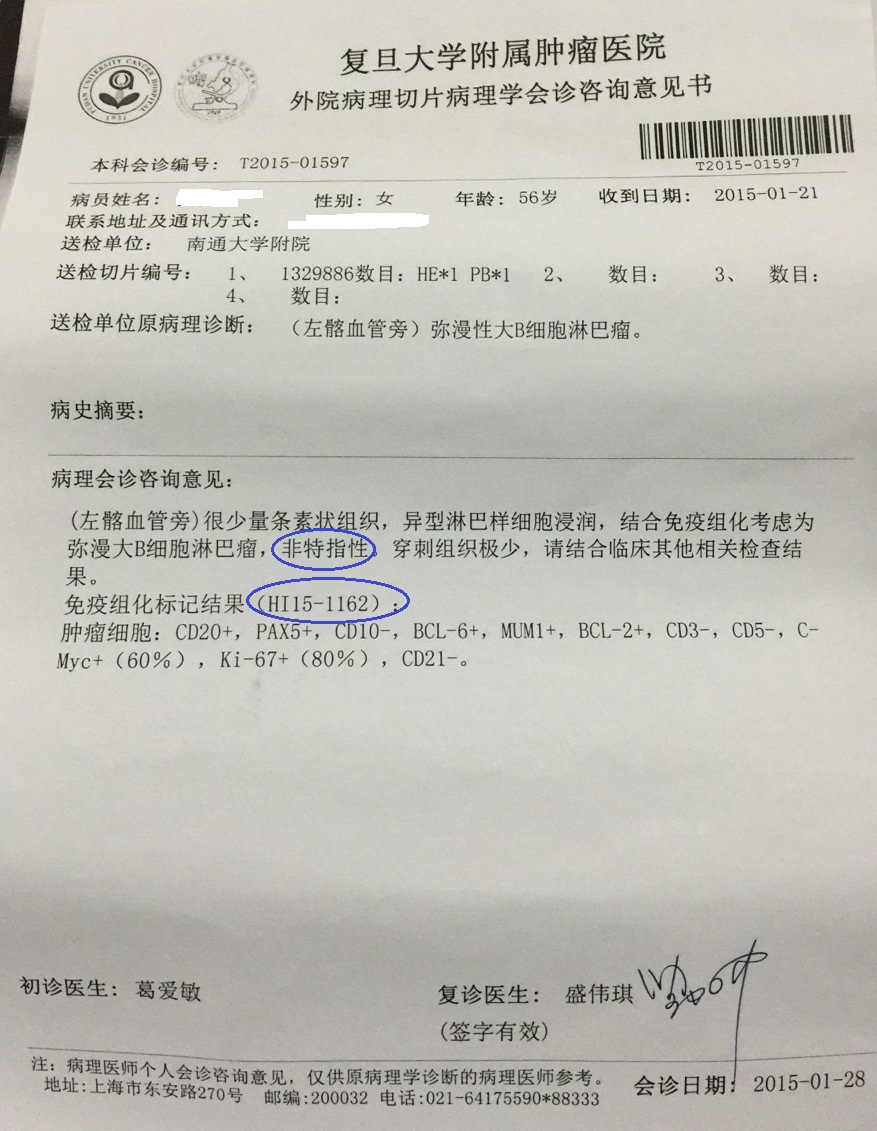 复旦大学附属肿瘤医院
外院病理切片病理学会诊咨询意见书
FUDAN UNIVERSITY CANCER HOSPITAL
1931
T2015-01597
本科会诊编号: T2015-01597
病员姓名: 性别: 女 年龄: 56岁 收到日期: 2015-01-21
联系地址及通讯方式:
送检单位: 南通大学附院
送检切片编号: 1、 1329886数目: HE*1 PB*1 2、 数目: 3、 数目:
4、 数目:
送检单位原病理诊断: (左髂血管旁) 弥漫性大B细胞淋巴瘤。
病史摘要:
病理会诊咨询意见:
(左髂血管旁)很少量条素状组织, 异型淋巴样细胞浸润, 结合免疫组化考虑为
弥漫大B细胞淋巴瘤, 非特指性。穿刺组织极少, 请结合临床其他相关检查结
果。
免疫组化标记结果 (HI15-1162):
肿瘤细胞: CD20+, PAX5+, CD10-, BCL-6+, MUM1+, BCL-2+, CD3-, CD5-, C-
Myc+ (60%), Ki-67+ (80%), CD21-。
初诊医生: 葛爱敏 复诊医生: 盛伟琪
(签字有效)
注: 病理医师个人会诊咨询意见, 仅供原病理学诊断的病理医师参考。
地址:上海市东安路270号 邮编:200032 电话:021-64175590*88333 会诊日期: 2015-01-28